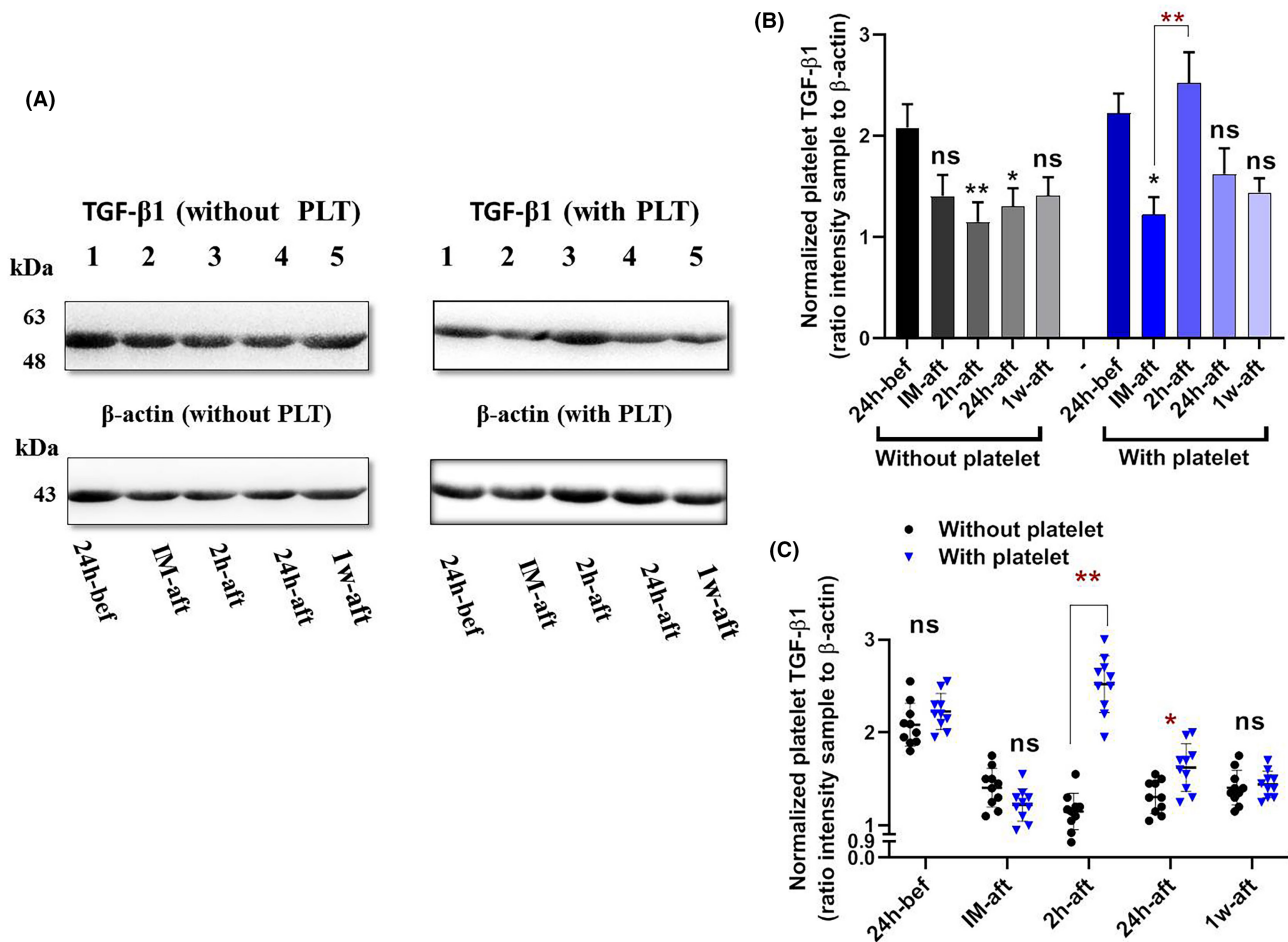 (A)
TGF-β1 (without PLT)
1 2 3 4 5
kDa
63
48
β-actin (without PLT)
kDa
43
24h-bef
IM-aft
2h-aft
24h-aft
1w-aft
TGF-β1 (with PLT)
1 2 3 4 5
β-actin (with PLT)
24h-bef
IM-aft
2h-aft
24h-aft
1w-aft
(B)
Normalized platelet TGF-β1
(ratio intensity sample to β-actin)
3
2
1
0
ns
**
*
ns
*
**
ns
ns
24h-bef
IM-aft
2h-aft
24h-aft
1w-aft
-
24h-bef
IM-aft
2h-aft
24h-aft
1w-aft
Without platelet
With platelet
(C)
Without platelet
With platelet
Normalized platelet TGF-β1
(ratio intensity sample to β-actin)
3
2
1
0.9
0.0
ns
ns
**
*
ns
24h-bef
IM-aft
2h-aft
24h-aft
1w-aft